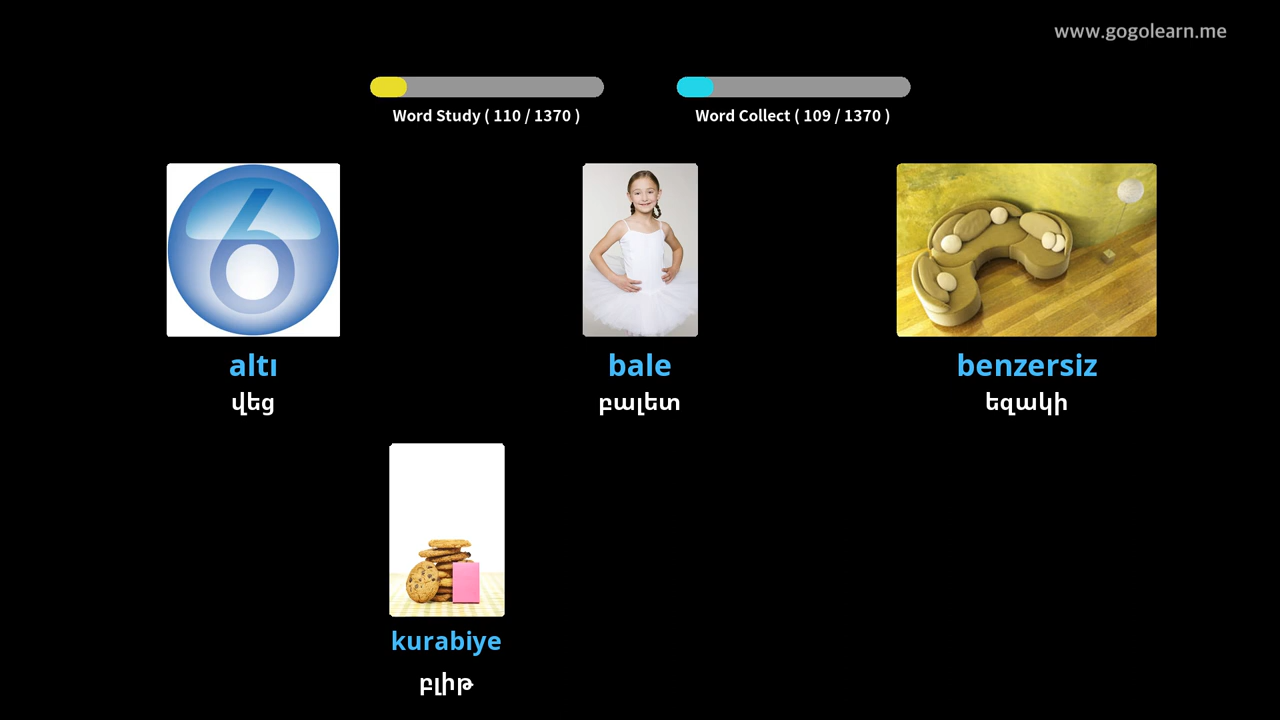 www.gogolearn.me
Word Study ( 110 / 1370 )
Word Collect ( 109 / 1370 )
6
altı
bale
benzersiz
վեց
բալետ
եզակի
kurabiye
բլիթ